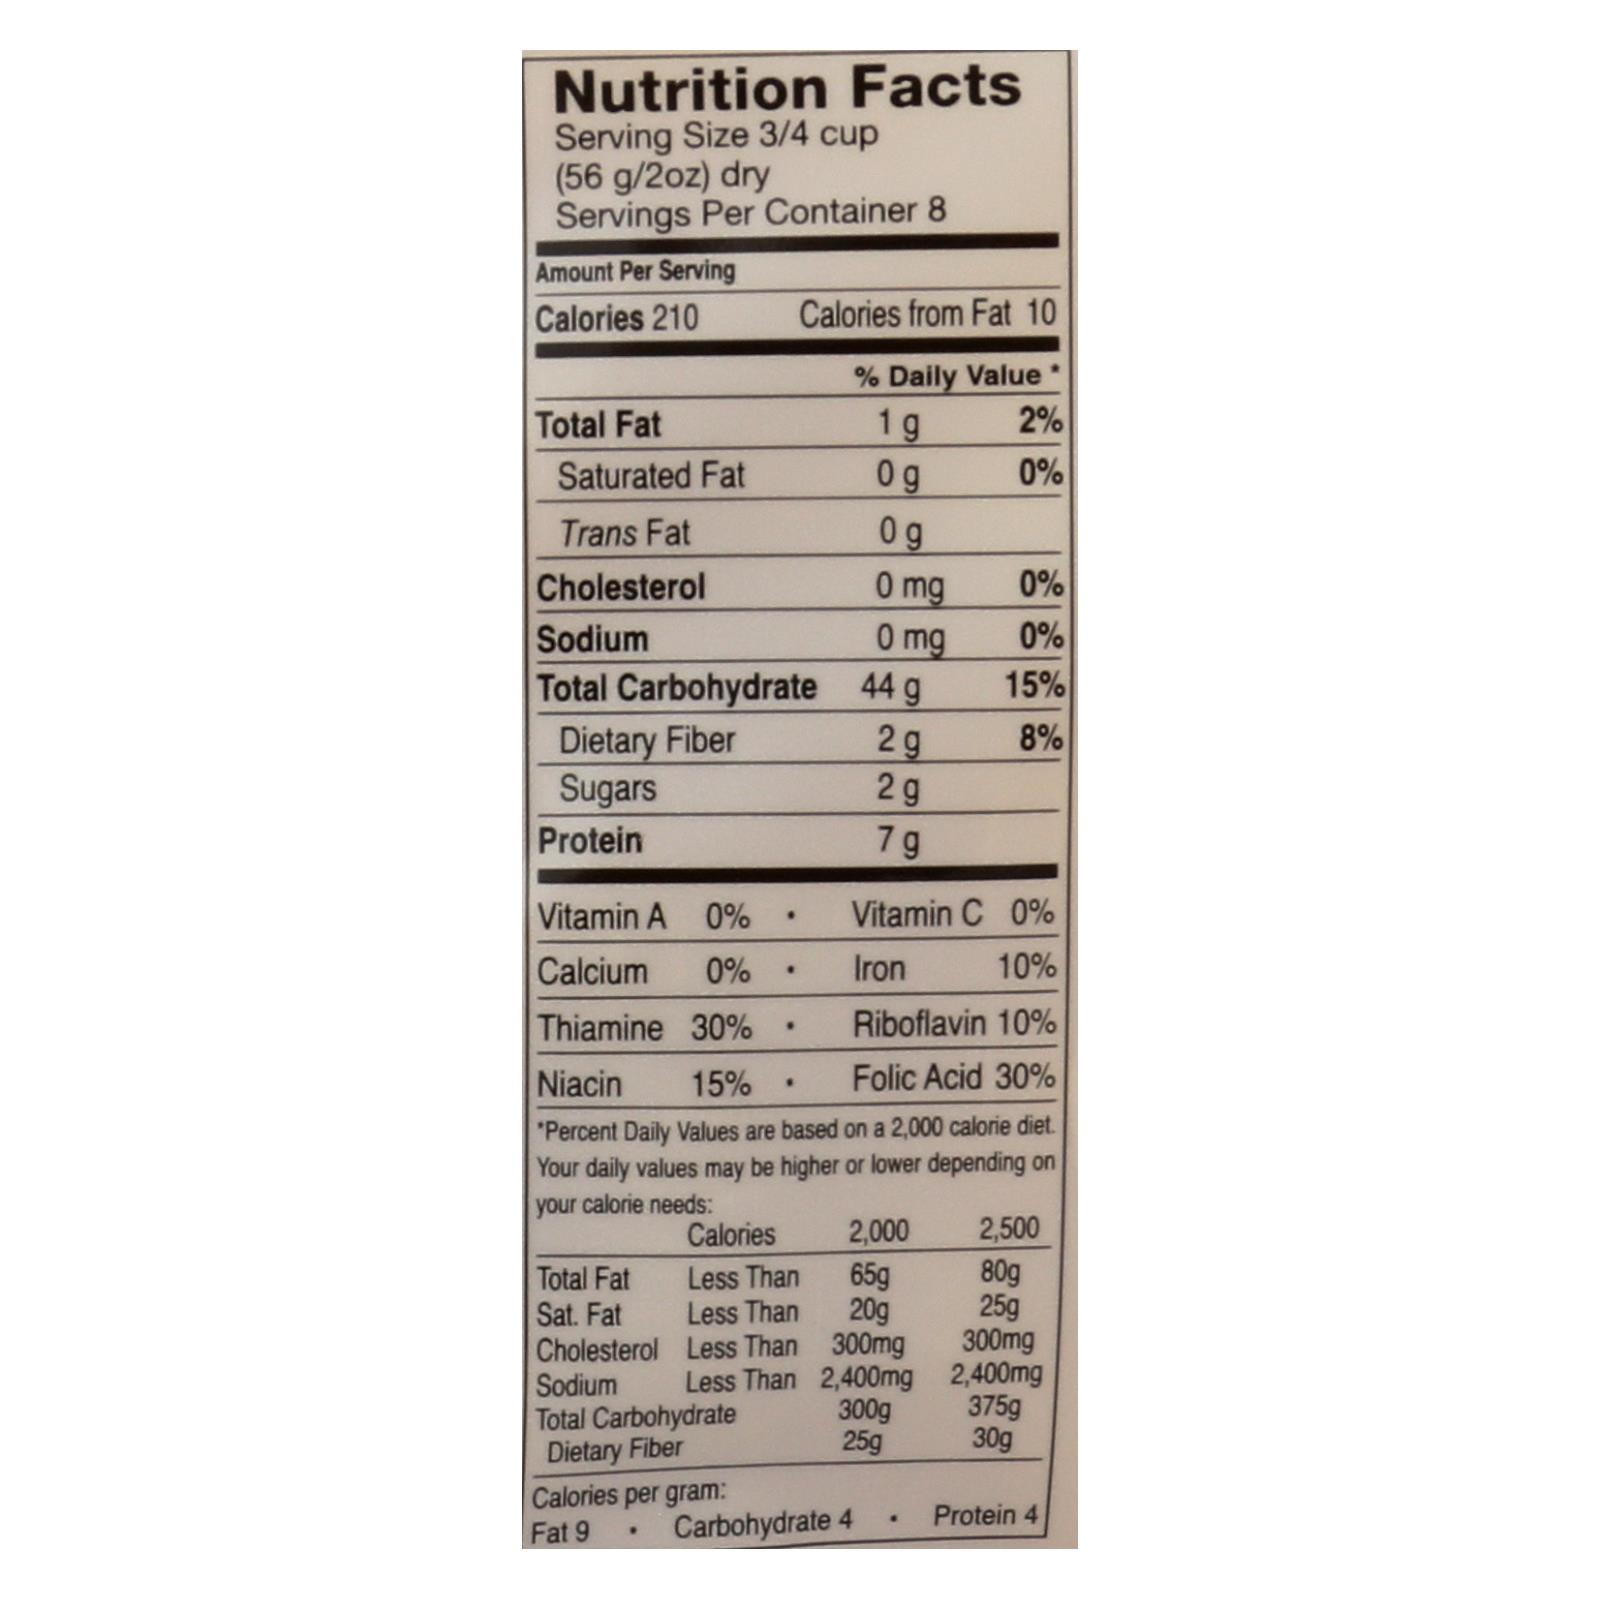 Nutrition Facts
Serving Size 3/4 cup
(56 g/2oz) dry
Servings Per Container 8
Amount Per Serving
Calories 210 Calories from Fat 10
% Daily Value *
Total Fat 1 g 2%
Saturated Fat 0 g 0%
Trans Fat 0 g
Cholesterol 0 mg 0%
Sodium 0 mg 0%
Total Carbohydrate 44 g 15%
Dietary Fiber 2 g 8%
Sugars 2 g
Protein 7 g
Vitamin A 0% • Vitamin C 0%
Calcium 0% • Iron 10%
Thiamine 30% • Riboflavin 10%
Niacin 15% • Folic Acid 30%
*Percent Daily Values are based on a 2,000 calorie diet.
Your daily values may be higher or lower depending on
your calorie needs:
Calories 2,000 2,500
Total Fat Less Than 65g 80g
Sat. Fat Less Than 20g 25g
Cholesterol Less Than 300mg 300mg
Sodium Less Than 2,400mg 2,400mg
Total Carbohydrate 300g 375g
Dietary Fiber 25g 30g
Calories per gram:
Fat 9 • Carbohydrate 4 • Protein 4